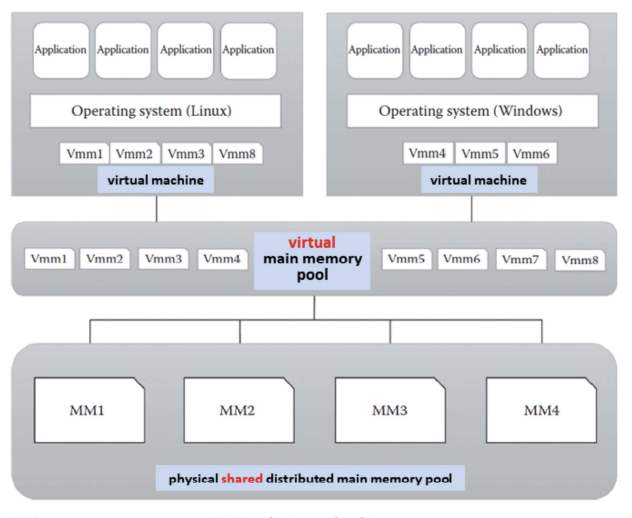 Application Application Application Application
Operating system (Linux)
Vmm1 Vmm2 Vmm3 Vmm8
virtual machine
Application Application Application Application
Operating system (Windows)
Vmm4 Vmm5 Vmm6
virtual machine
Vmm1 Vmm2 Vmm3 Vmm4
virtual
main memory
pool
Vmm5 Vmm6 Vmm7 Vmm8
MM1 MM2 MM3 MM4
physical shared distributed main memory pool